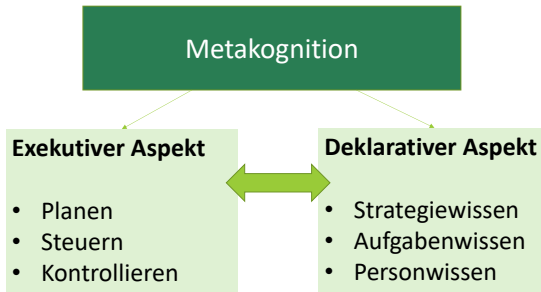 Metakognition
Exekutiver Aspekt
• Planen
• Steuern
• Kontrollieren
Deklarativer Aspekt
• Strategiewissen
• Aufgabenwissen
• Personwissen